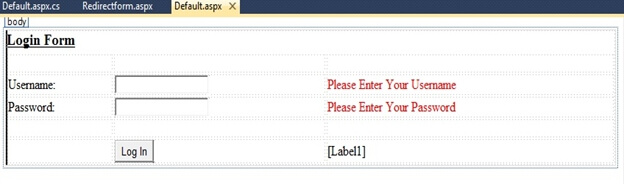 Default.aspx.cs Redirectform.aspx Default.aspx ×
body
Login Form
Username: Please Enter Your Username
Password: Please Enter Your Password
Log In [Label1]